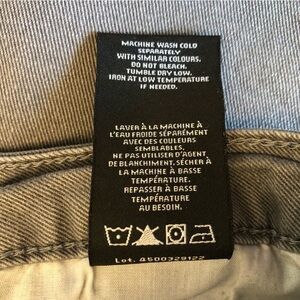 MACHINE WASH COLD
SEPARATELY
WITH SIMILAR COLOURS.
DO NOT BLEACH.
TUMBLE DRY LOW.
IRON AT LOW TEMPERATURE
IF NEEDED.
LAVER À LA MACHINE À
L'EAU FROIDE SÉPARÉMENT
AVEC DES COULEURS
SEMBLABLES.
NE PAS UTILISER D'AGENT
DE BLANCHIMENT. SÉCHER À
LA MACHINE À BASSE
TEMPÉRATURE.
REPASSER À BASSE
TEMPÉRATURE
AU BESOIN.
Lot. 4500329122